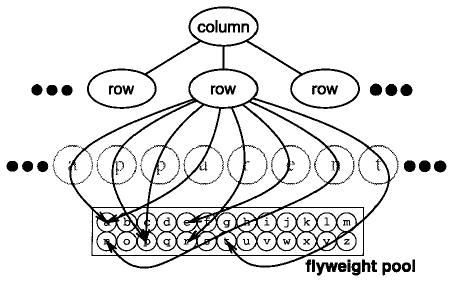 column
row row row
a p p u r e n t
a b c d e f g h i j k l m
n o p q r s t u v w x y z
flyweight pool